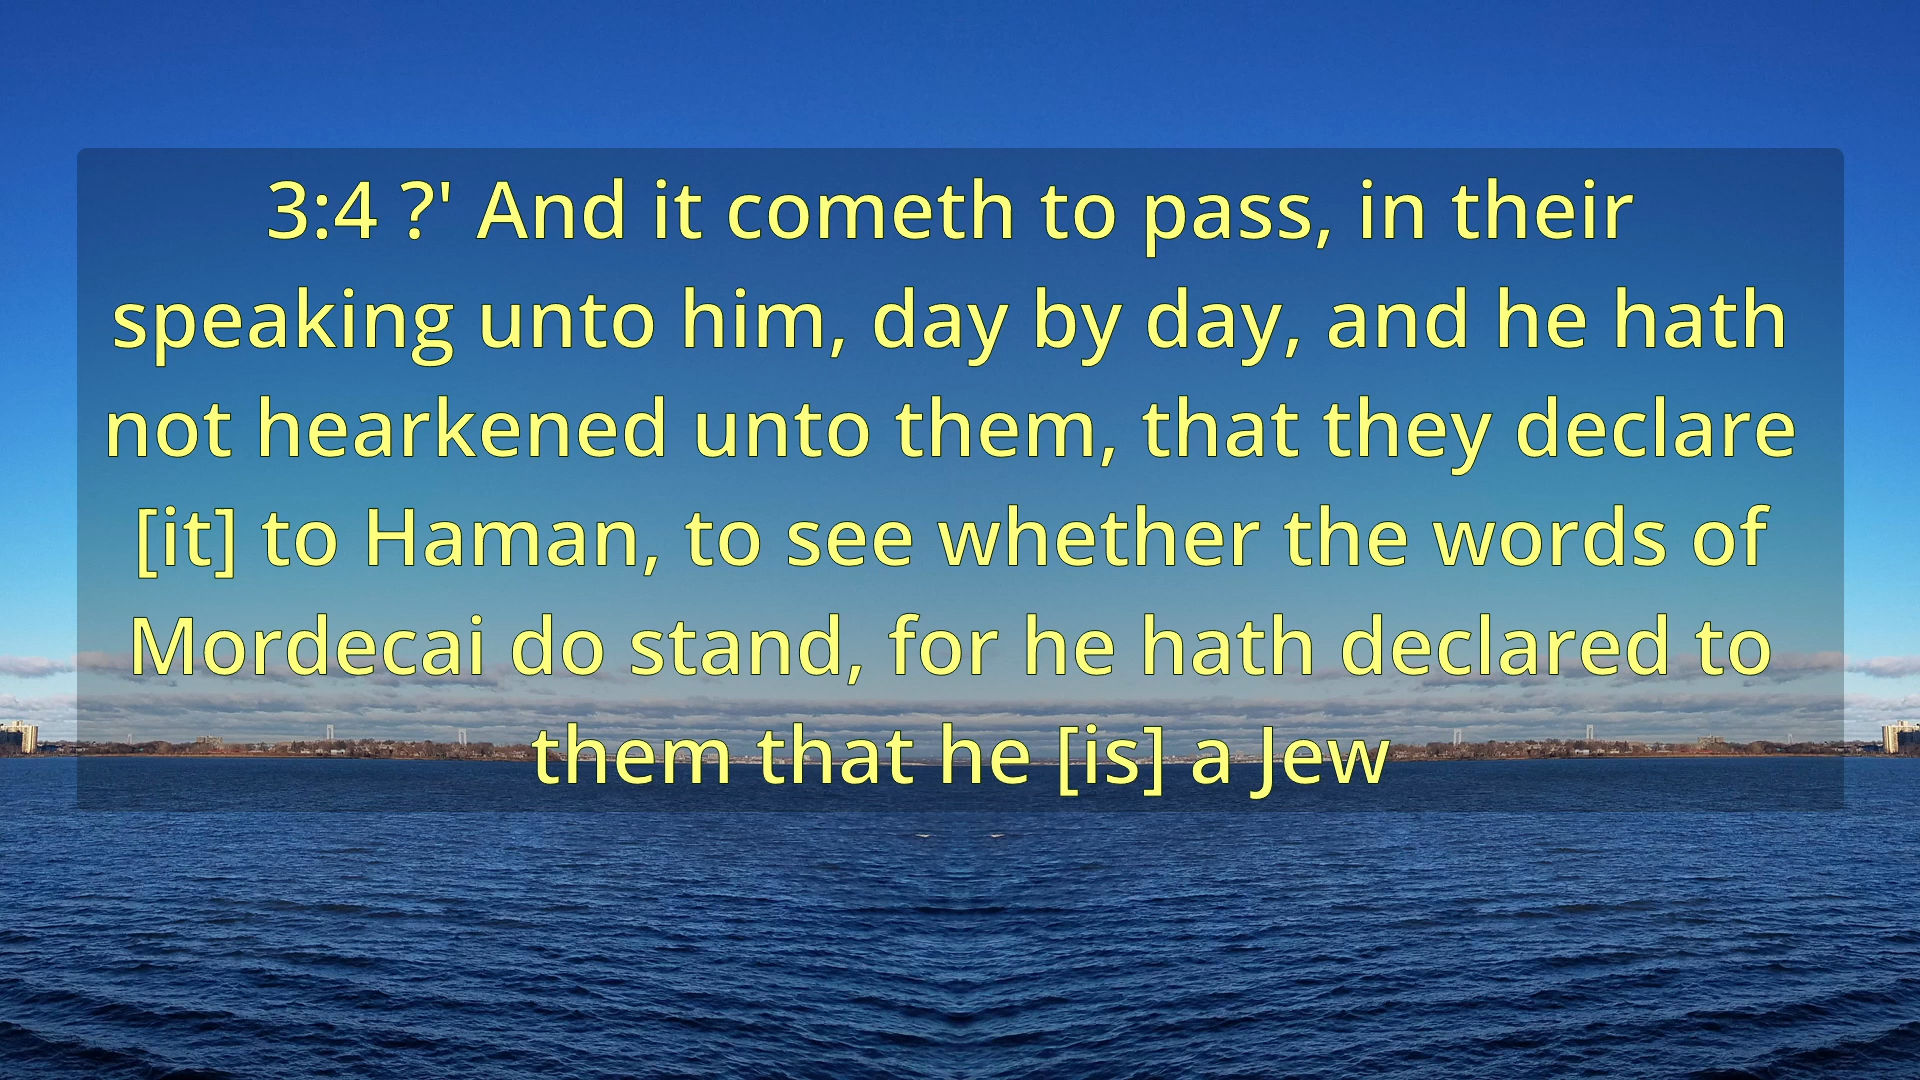 3:4 ?' And it cometh to pass, in their
speaking unto him, day by day, and he hath
not hearkened unto them, that they declare
[it] to Haman, to see whether the words of
Mordecai do stand, for he hath declared to
them that he [is] a Jew